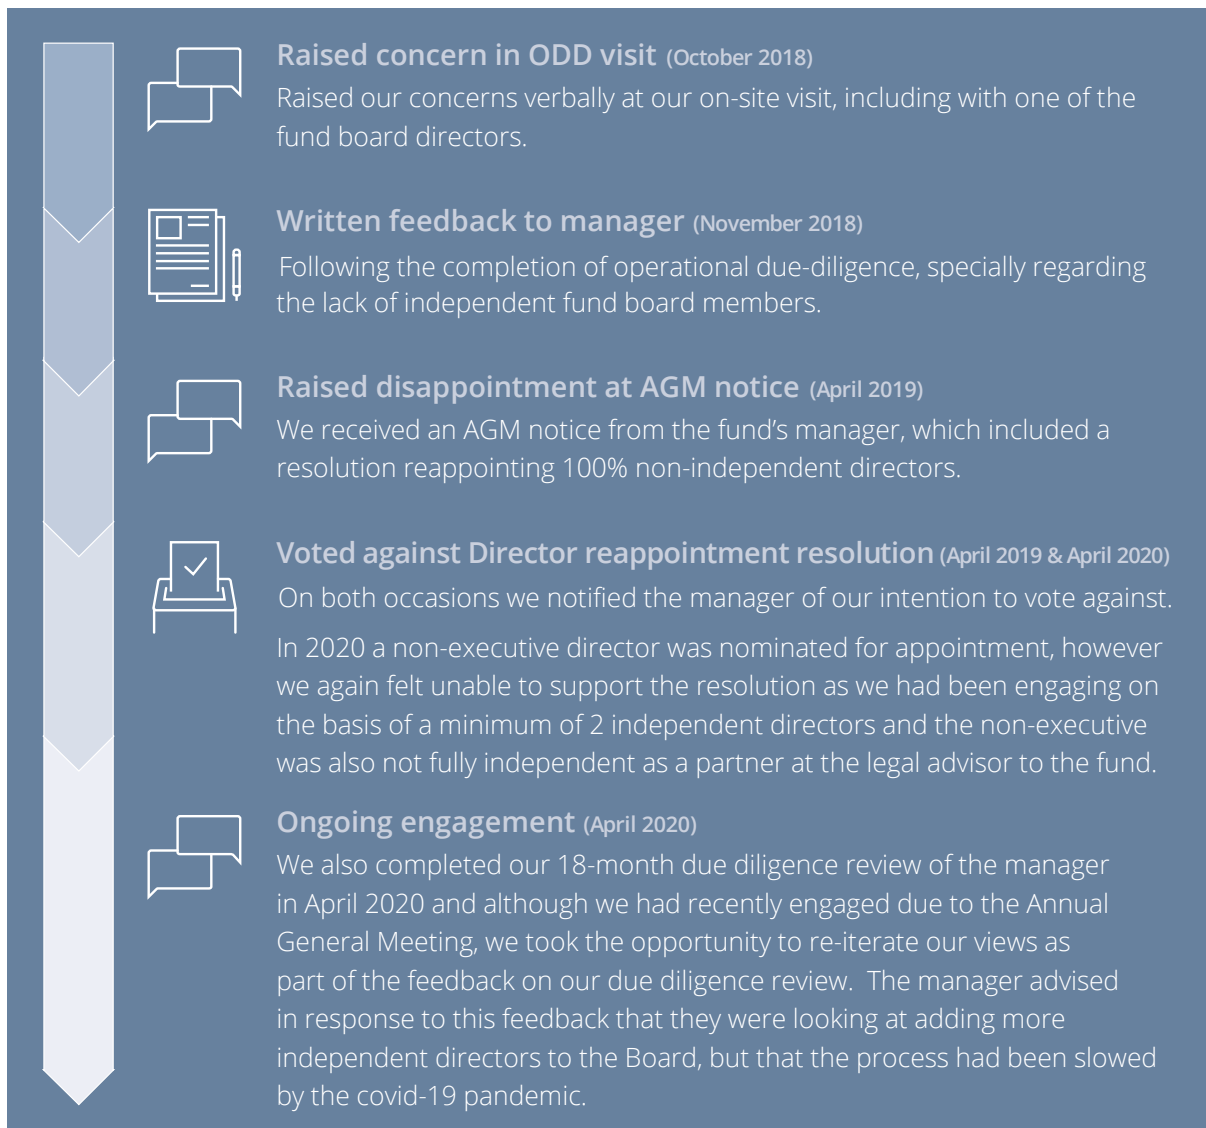 Raised concern in ODD visit (October 2018)
Raised our concerns verbally at our on-site visit, including with one of the
fund board directors.
Written feedback to manager (November 2018)
Following the completion of operational due-diligence, specially regarding
the lack of independent fund board members.
Raised disappointment at AGM notice (April 2019)
We received an AGM notice from the fund’s manager, which included a
resolution reappointing 100% non-independent directors.
Voted against Director reappointment resolution (April 2019 & April 2020)
On both occasions we notified the manager of our intention to vote against.
In 2020 a non-executive director was nominated for appointment, however
we again felt unable to support the resolution as we had been engaging on
the basis of a minimum of 2 independent directors and the non-executive
was also not fully independent as a partner at the legal advisor to the fund.
Ongoing engagement (April 2020)
We also completed our 18-month due diligence review of the manager
in April 2020 and although we had recently engaged due to the Annual
General Meeting, we took the opportunity to re-iterate our views as
part of the feedback on our due diligence review.  The manager advised
in response to this feedback that they were looking at adding more
independent directors to the Board, but that the process had been slowed
by the covid-19 pandemic.